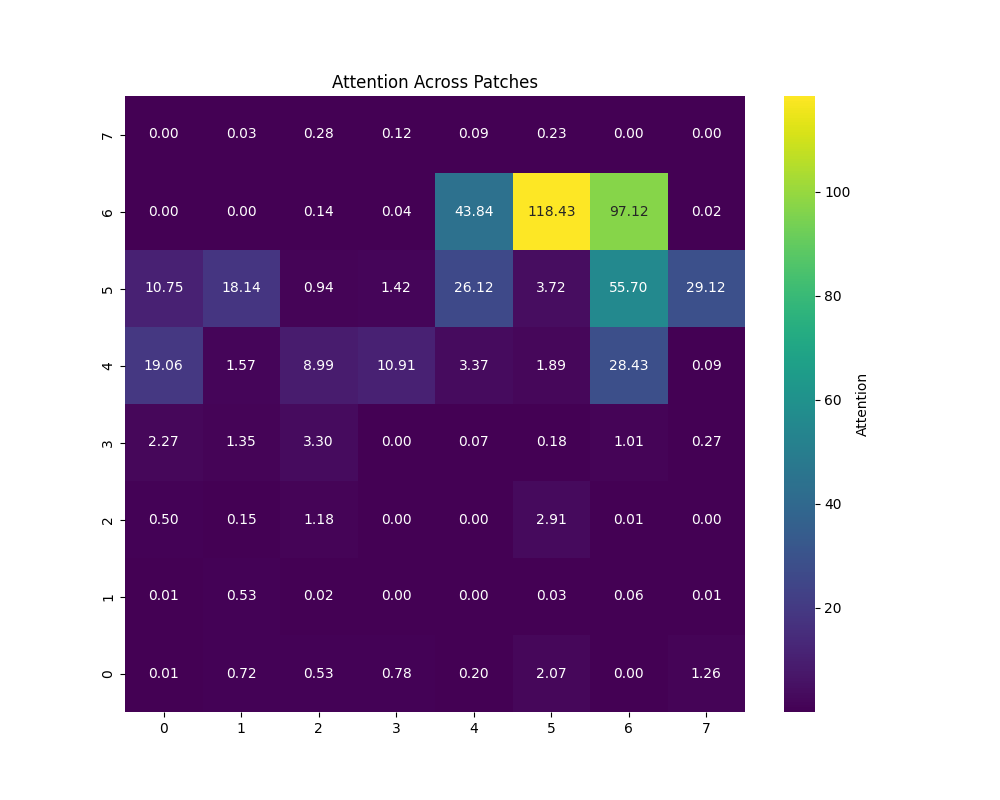 Attention Across Patches
7 0.00 0.03 0.28 0.12 0.09 0.23 0.00 0.00
6 0.00 0.00 0.14 0.04 43.84 118.43 97.12 0.02
5 10.75 18.14 0.94 1.42 26.12 3.72 55.70 29.12
4 19.06 1.57 8.99 10.91 3.37 1.89 28.43 0.09
3 2.27 1.35 3.30 0.00 0.07 0.18 1.01 0.27
2 0.50 0.15 1.18 0.00 0.00 2.91 0.01 0.00
1 0.01 0.53 0.02 0.00 0.00 0.03 0.06 0.01
0 0.01 0.72 0.53 0.78 0.20 2.07 0.00 1.26
0 1 2 3 4 5 6 7
100
80
60
40
20
Attention